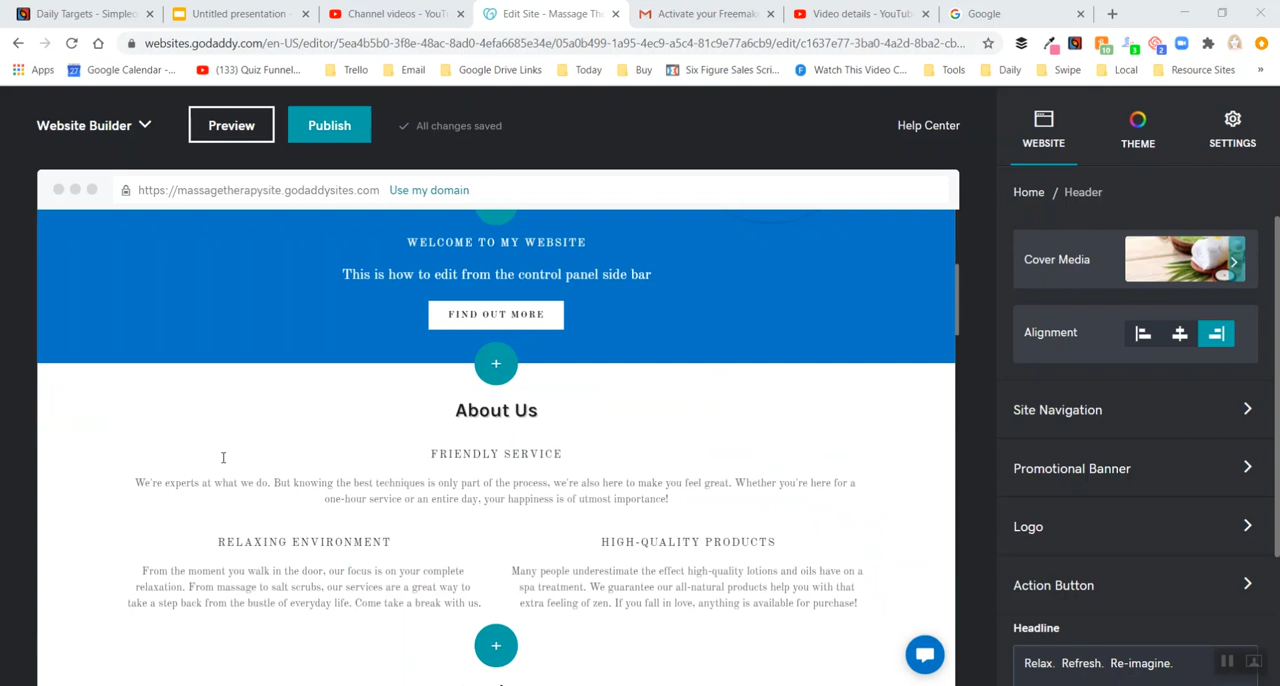 Daily Targets - Simpleo
Untitled presentation -
Channel videos - YouTu
Edit Site - Massage The
Activate your Freemake
Video details - YouTub
Google
websites.godaddy.com/en-US/editor/5ea4b5b0-3f8e-48ac-8ad0-4efa6685e34e/05a0b499-1a95-4ec9-a5c4-81c9e77a6cb9/edit/c1637e77-3ba0-4a2d-8ba2-cb...
10
3
2
Apps
27 Google Calendar -...
(133) Quiz Funnel...
Trello
Email
Google Drive Links
Today
Buy
Six Figure Sales Scri...
Watch This Video C...
Tools
Daily
Swipe
Local
Resource Sites
»
Website Builder
Preview
Publish
All changes saved
Help Center
WEBSITE
THEME
SETTINGS
https://massagetherapysite.godaddysites.com Use my domain
Home / Header
WELCOME TO MY WEBSITE
This is how to edit from the control panel side bar
FIND OUT MORE
Cover Media
Alignment
Site Navigation
Promotional Banner
Logo
Action Button
Headline
Relax. Refresh. Re-imagine.
About Us
FRIENDLY SERVICE
We're experts at what we do. But knowing the best techniques is only part of the process, we're also here to make you feel great. Whether you're here for a
one-hour service or an entire day, your happiness is of utmost importance!
RELAXING ENVIRONMENT
From the moment you walk in the door, our focus is on your complete
relaxation. From massage to salt scrubs, our services are a great way to
take a step back from the bustle of everyday life. Come take a break with us.
HIGH-QUALITY PRODUCTS
Many people underestimate the effect high-quality lotions and oils have on a
spa treatment. We guarantee our all-natural products help you with that
extra feeling of zen. If you fall in love, anything is available for purchase!